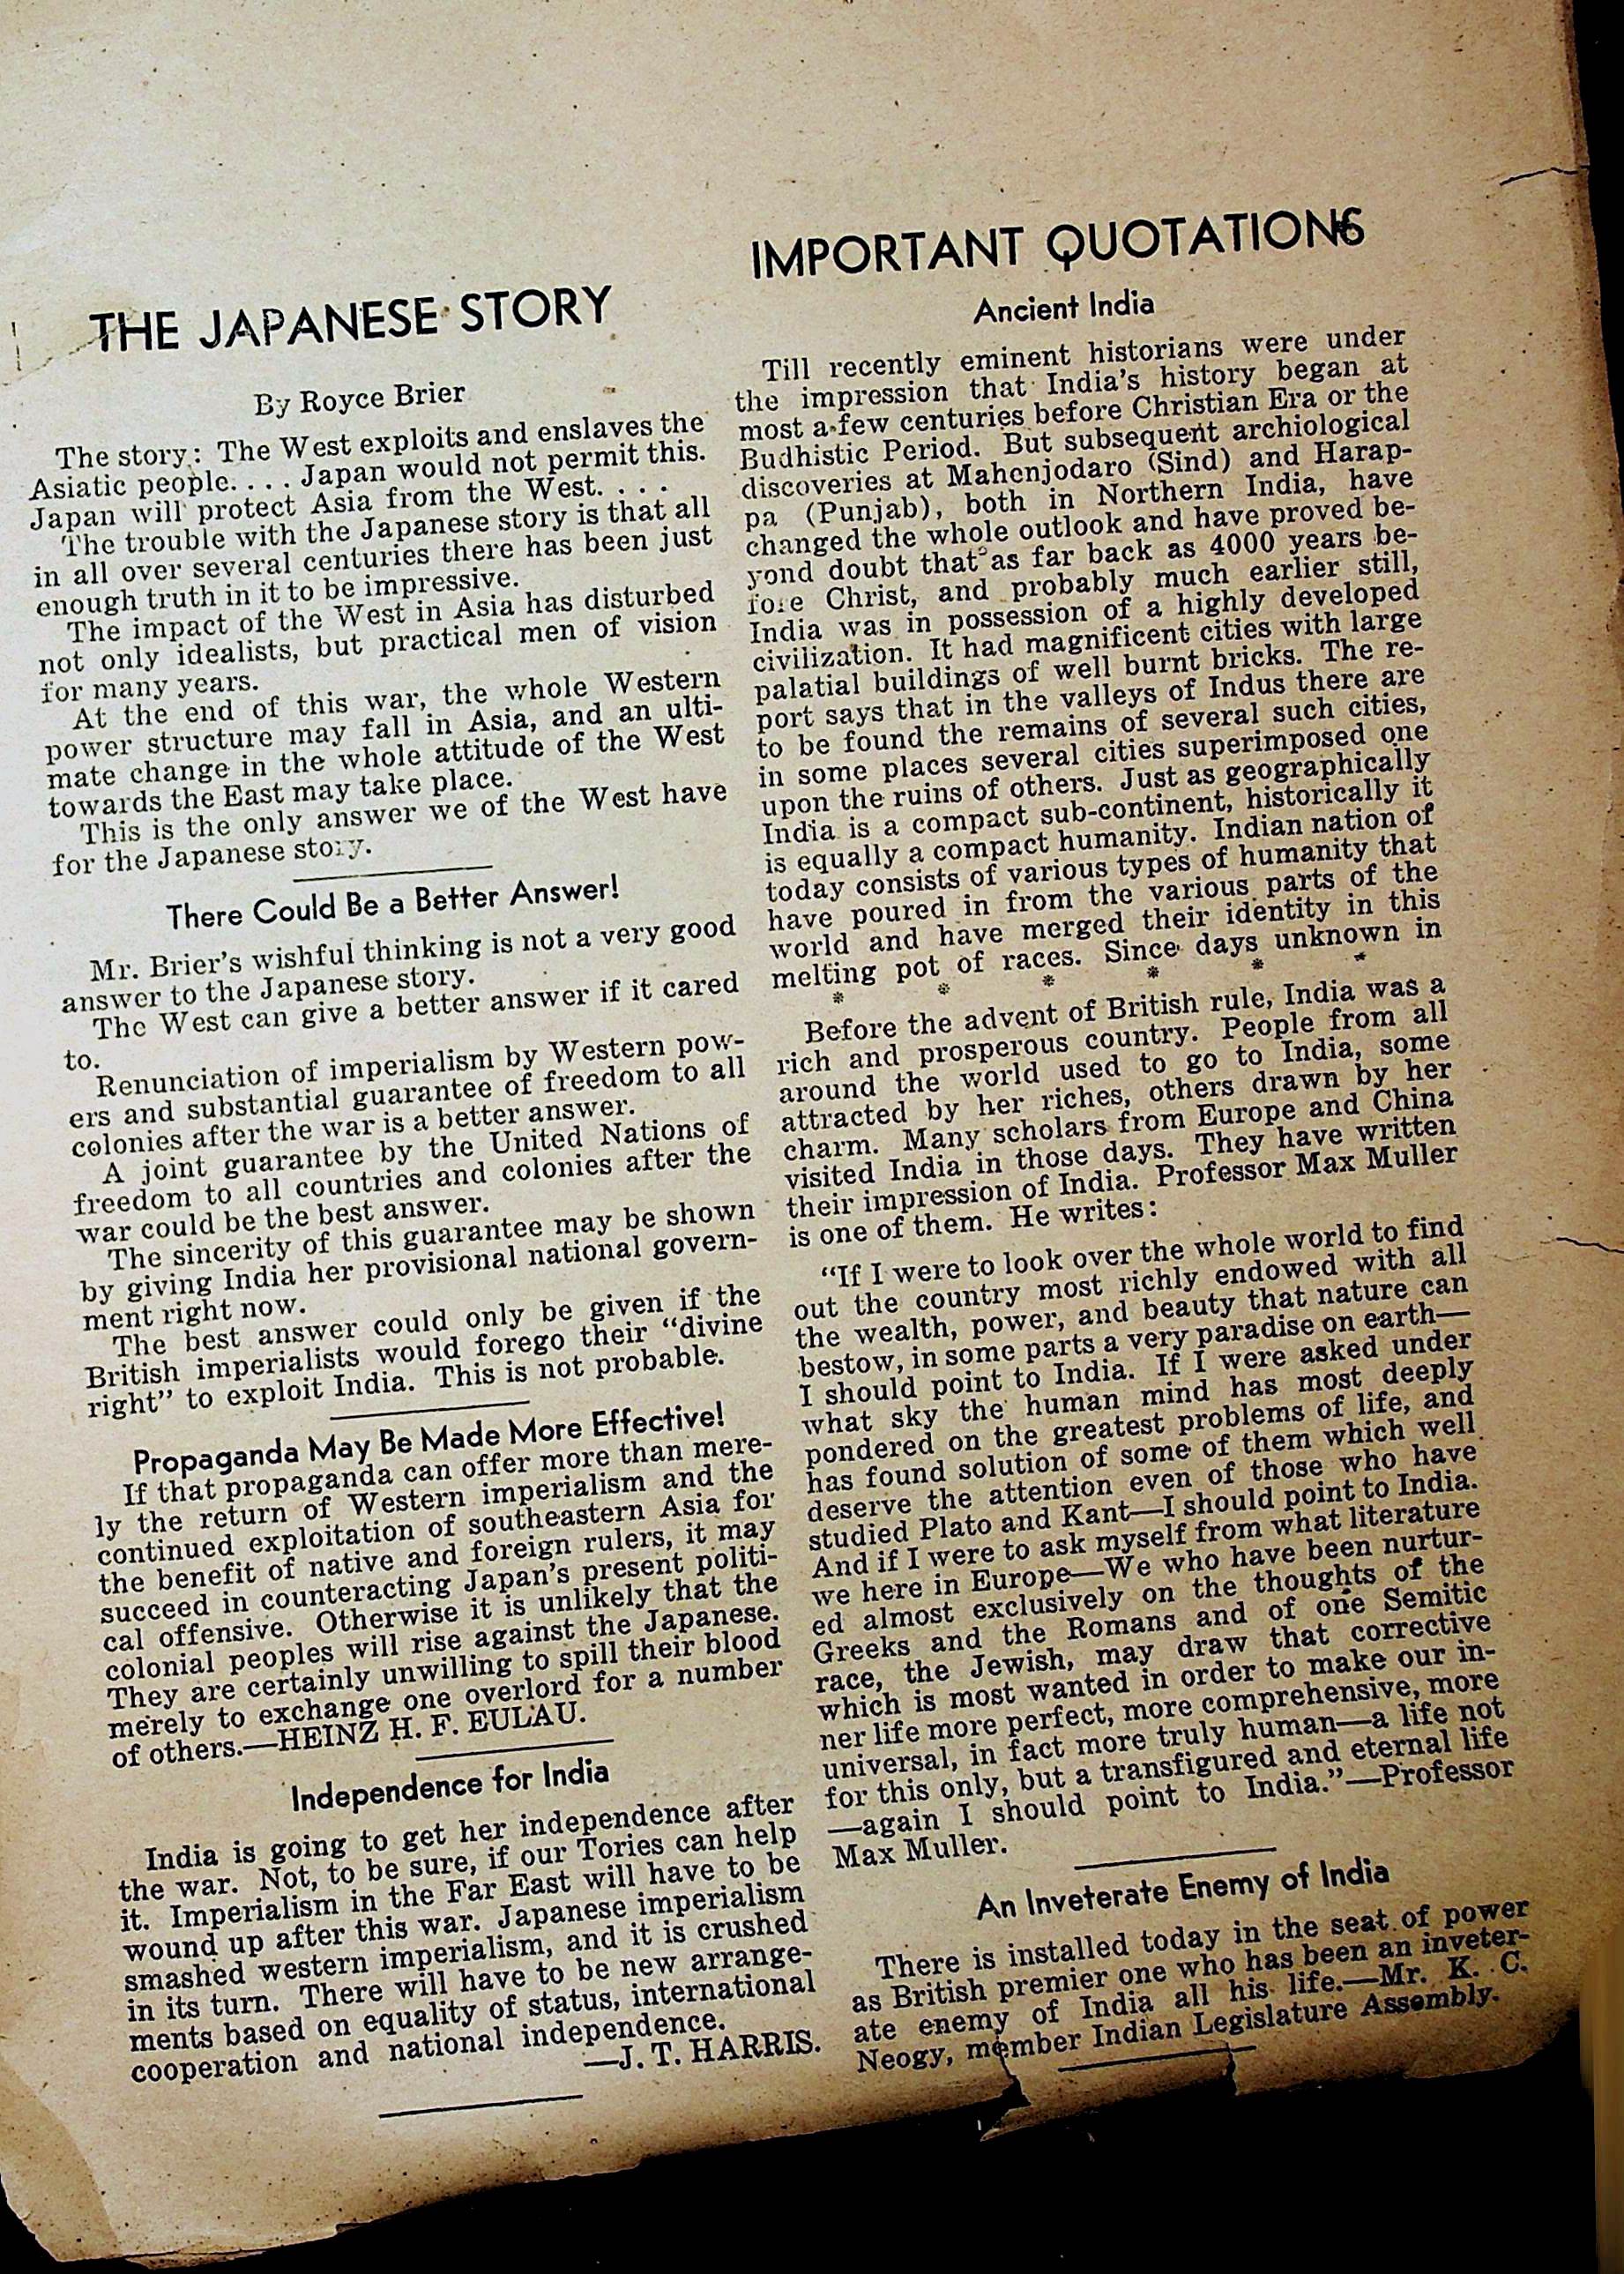 THE JAPANESE STORY
By Royce Brier
The story: The West exploits and enslaves the
Asiatic people. . . . Japan would not permit this.
Japan will protect Asia from the West. . . .
The trouble with the Japanese story is that all
in all over several centuries there has been just
enough truth in it to be impressive.
The impact of the West in Asia has disturbed
not only idealists, but practical men of vision
for many years.
At the end of this war, the whole Western
power structure may fall in Asia, and an ulti-
mate change in the whole attitude of the West
towards the East may take place.
This is the only answer we of the West have
for the Japanese story.
There Could Be a Better Answer!
Mr. Brier's wishful thinking is not a very good
answer to the Japanese story.
The West can give a better answer if it cared
to.
Renunciation of imperialism by Western pow-
ers and substantial guarantee of freedom to all
colonies after the war is a better answer.
A joint guarantee by the United Nations of
freedom to all countries and colonies after the
war could be the best answer.
The sincerity of this guarantee may be shown
by giving India her provisional national govern-
ment right now.
The best answer could only be given if the
British imperialists would forego their "divine
right" to exploit India. This is not probable.
Propaganda May Be Made More Effective!
If that propaganda can offer more than mere-
ly the return of Western imperialism and the
continued exploitation of southeastern Asia for
the benefit of native and foreign rulers, it may
succeed in counteracting Japan's present politi-
cal offensive. Otherwise it is unlikely that the
colonial peoples will rise against the Japanese.
They are certainly unwilling to spill their blood
merely to exchange one overlord for a number
of others.—HEINZ H. F. EULAU.
Independence for India
India is going to get her independence after
the war. Not, to be sure, if our Tories can help
it. Imperialism in the Far East will have to be
wound up after this war. Japanese imperialism
smashed western imperialism, and it is crushed
in its turn. There will have to be new arrange-
ments based on equality of status, international
cooperation and national independence.
—J. T. HARRIS.
IMPORTANT QUOTATIONS
Ancient India
Till recently eminent historians were under
the impression that India's history began at
most a few centuries before Christian Era or the
Budhistic Period. But subsequent archiological
discoveries at Mahenjodaro (Sind) and Harap-
pa (Punjab), both in Northern India, have
changed the whole outlook and have proved be-
yond doubt that as far back as 4000 years be-
fore Christ, and probably much earlier still,
India was in possession of a highly developed
civilization. It had magnificent cities with large
palatial buildings of well burnt bricks. The re-
port says that in the valleys of Indus there are
to be found the remains of several such cities,
in some places several cities superimposed one
upon the ruins of others. Just as geographically
India is a compact sub-continent, historically it
is equally a compact humanity. Indian nation of
today consists of various types of humanity that
have poured in from the various parts of the
world and have merged their identity in this
melting pot of races. Since days unknown in
* * * * * *
Before the advent of British rule, India was a
rich and prosperous country. People from all
around the world used to go to India, some
attracted by her riches, others drawn by her
charm. Many scholars from Europe and China
visited India in those days. They have written
their impression of India. Professor Max Muller
is one of them. He writes:
"If I were to look over the whole world to find
out the country most richly endowed with all
the wealth, power, and beauty that nature can
bestow, in some parts a very paradise on earth—
I should point to India. If I were asked under
what sky the human mind has most deeply
pondered on the greatest problems of life, and
has found solution of some of them which well
deserve the attention even of those who have
studied Plato and Kant—I should point to India.
And if I were to ask myself from what literature
we here in Europe—We who have been nurtur-
ed almost exclusively on the thoughts of the
Greeks and the Romans and of one Semitic
race, the Jewish, may draw that corrective
which is most wanted in order to make our in-
ner life more perfect, more comprehensive, more
universal, in fact more truly human—a life not
for this only, but a transfigured and eternal life
—again I should point to India."—Professor
Max Muller.
An Inveterate Enemy of India
There is installed today in the seat of power
as British premier one who has been an inveter-
ate enemy of India all his life.—Mr. K. C.
Neogy, member Indian Legislature Assembly.